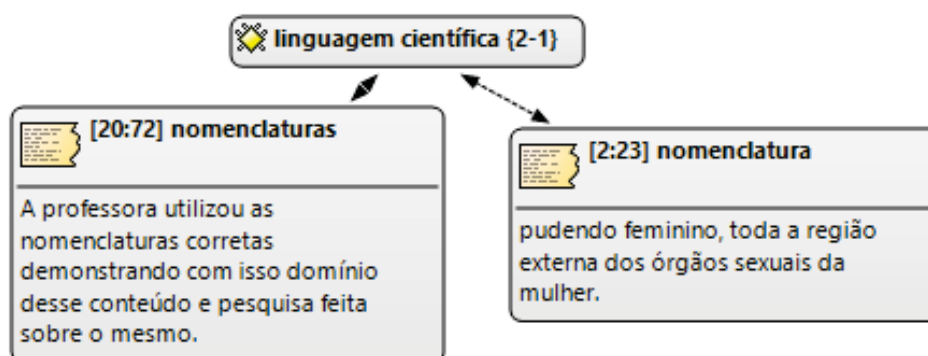 linguagem científica {2-1}
[20:72] nomenclaturas
A professora utilizou as
nomenclaturas corretas
demonstrando com isso domínio
desse conteúdo e pesquisa feita
sobre o mesmo.
[2:23] nomenclatura
pudendo feminino, toda a região
externa dos órgãos sexuais da
mulher.